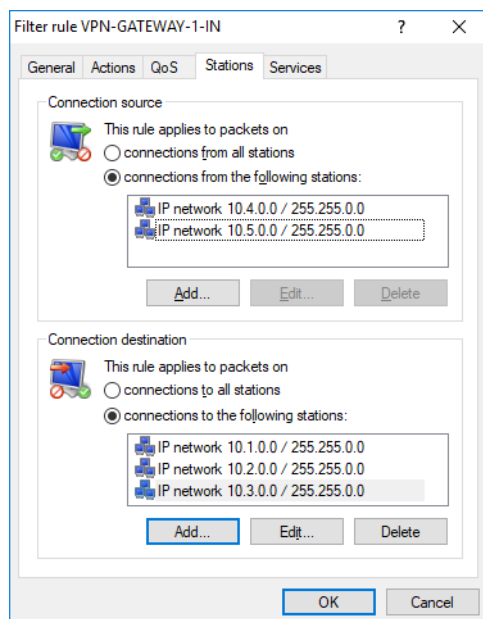 Filter rule VPN-GATEWAY-1-IN ? ×
General Actions QoS Stations Services
Connection source
This rule applies to packets on
connections from all stations
connections from the following stations:
IP network 10.4.0.0 / 255.255.0.0
IP network 10.5.0.0 / 255.255.0.0
Add... Edit... Delete
Connection destination
This rule applies to packets on
connections to all stations
connections to the following stations:
IP network 10.1.0.0 / 255.255.0.0
IP network 10.2.0.0 / 255.255.0.0
IP network 10.3.0.0 / 255.255.0.0
Add... Edit... Delete
OK Cancel